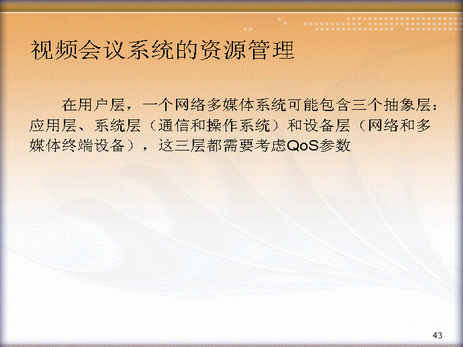 视频会议系统的资源管理
在用户层，一个网络多媒体系统可能包含三个抽象层：
应用层、系统层（通信和操作系统）和设备层（网络和多
媒体终端设备），这三层都需要考虑QoS参数
43